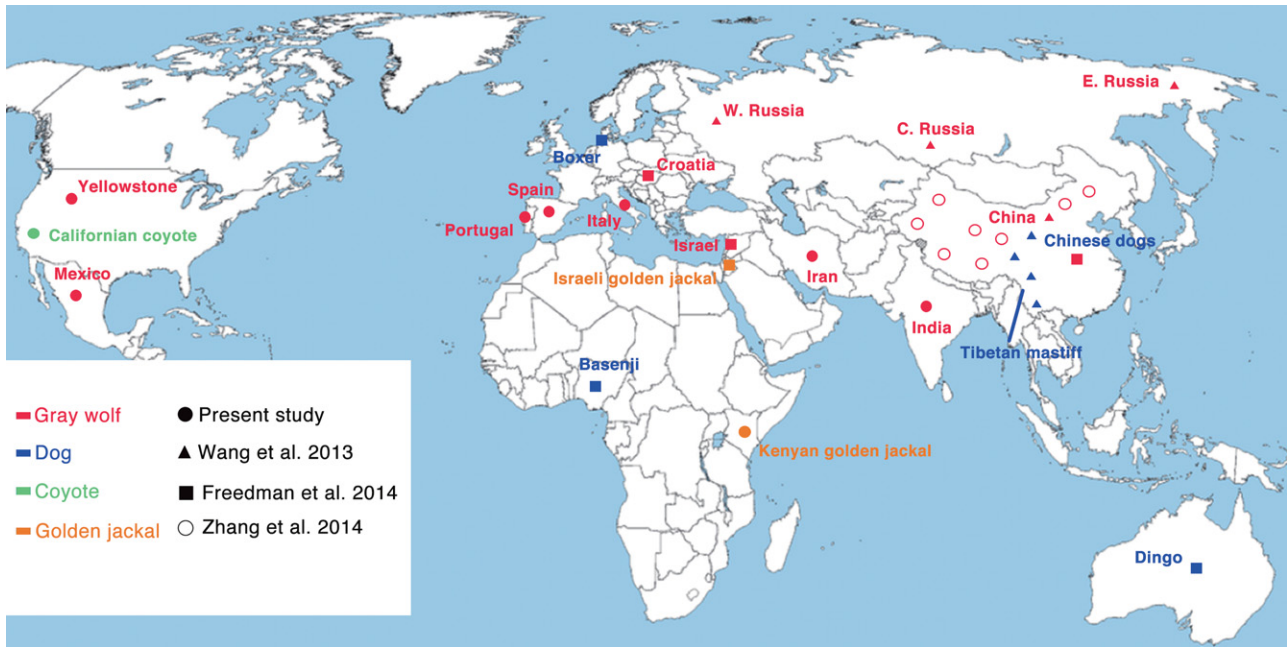 E. Russia
W. Russia
C. Russia
Boxer
Croatia
Yellowstone
Spain
China
Portugal
Italy
Californian coyote
Israel
Chinese dogs
Mexico
Israeli golden jackal
Iran
India
Tibetan mastiff
Basenji
Kenyan golden jackal
Dingo
Gray wolf
Present study
Dog
Wang et al. 2013
Coyote
Freedman et al. 2014
Golden jackal
Zhang et al. 2014